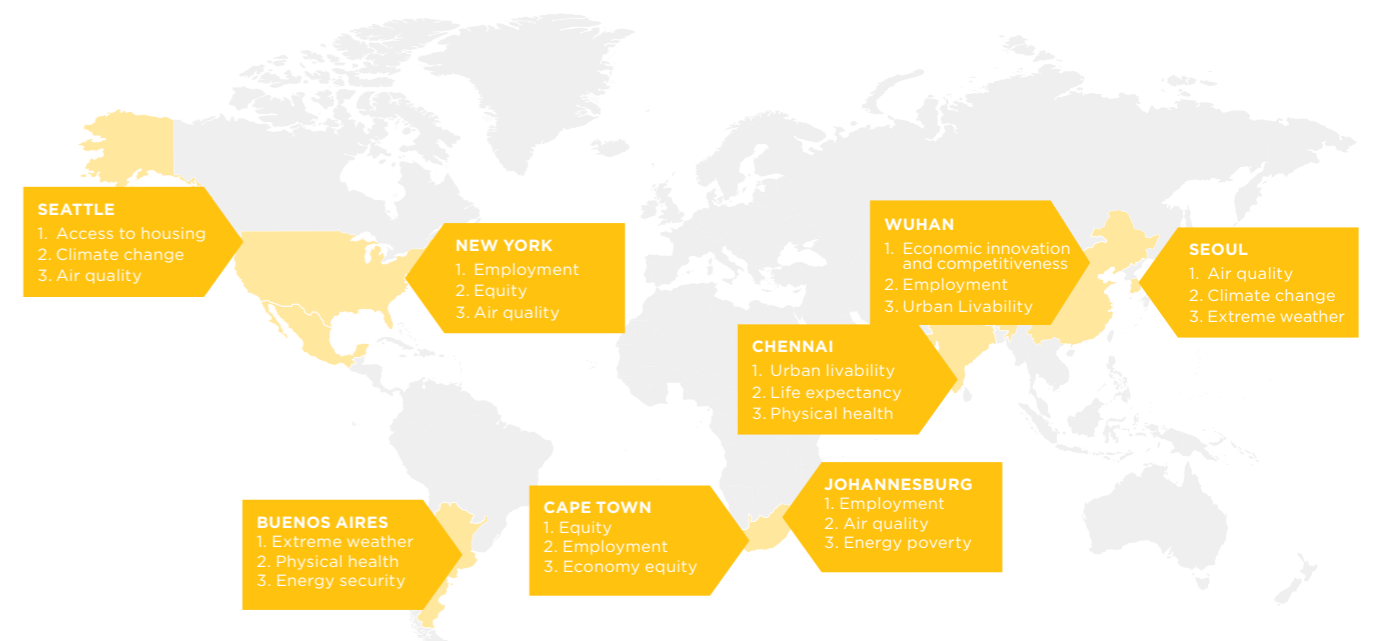 SEATTLE
1. Access to housing
2. Climate change
3. Air quality
NEW YORK
1. Employment
2. Equity
3. Air quality
WUHAN
1. Economic innovation
and competitiveness
2. Employment
3. Urban Livability
SEOUL
1. Air quality
2. Climate change
3. Extreme weather
CHENNAI
1. Urban livability
2. Life expectancy
3. Physical health
BUENOS AIRES
1. Extreme weather
2. Physical health
3. Energy security
CAPE TOWN
1. Equity
2. Employment
3. Economy equity
JOHANNESBURG
1. Employment
2. Air quality
3. Energy poverty